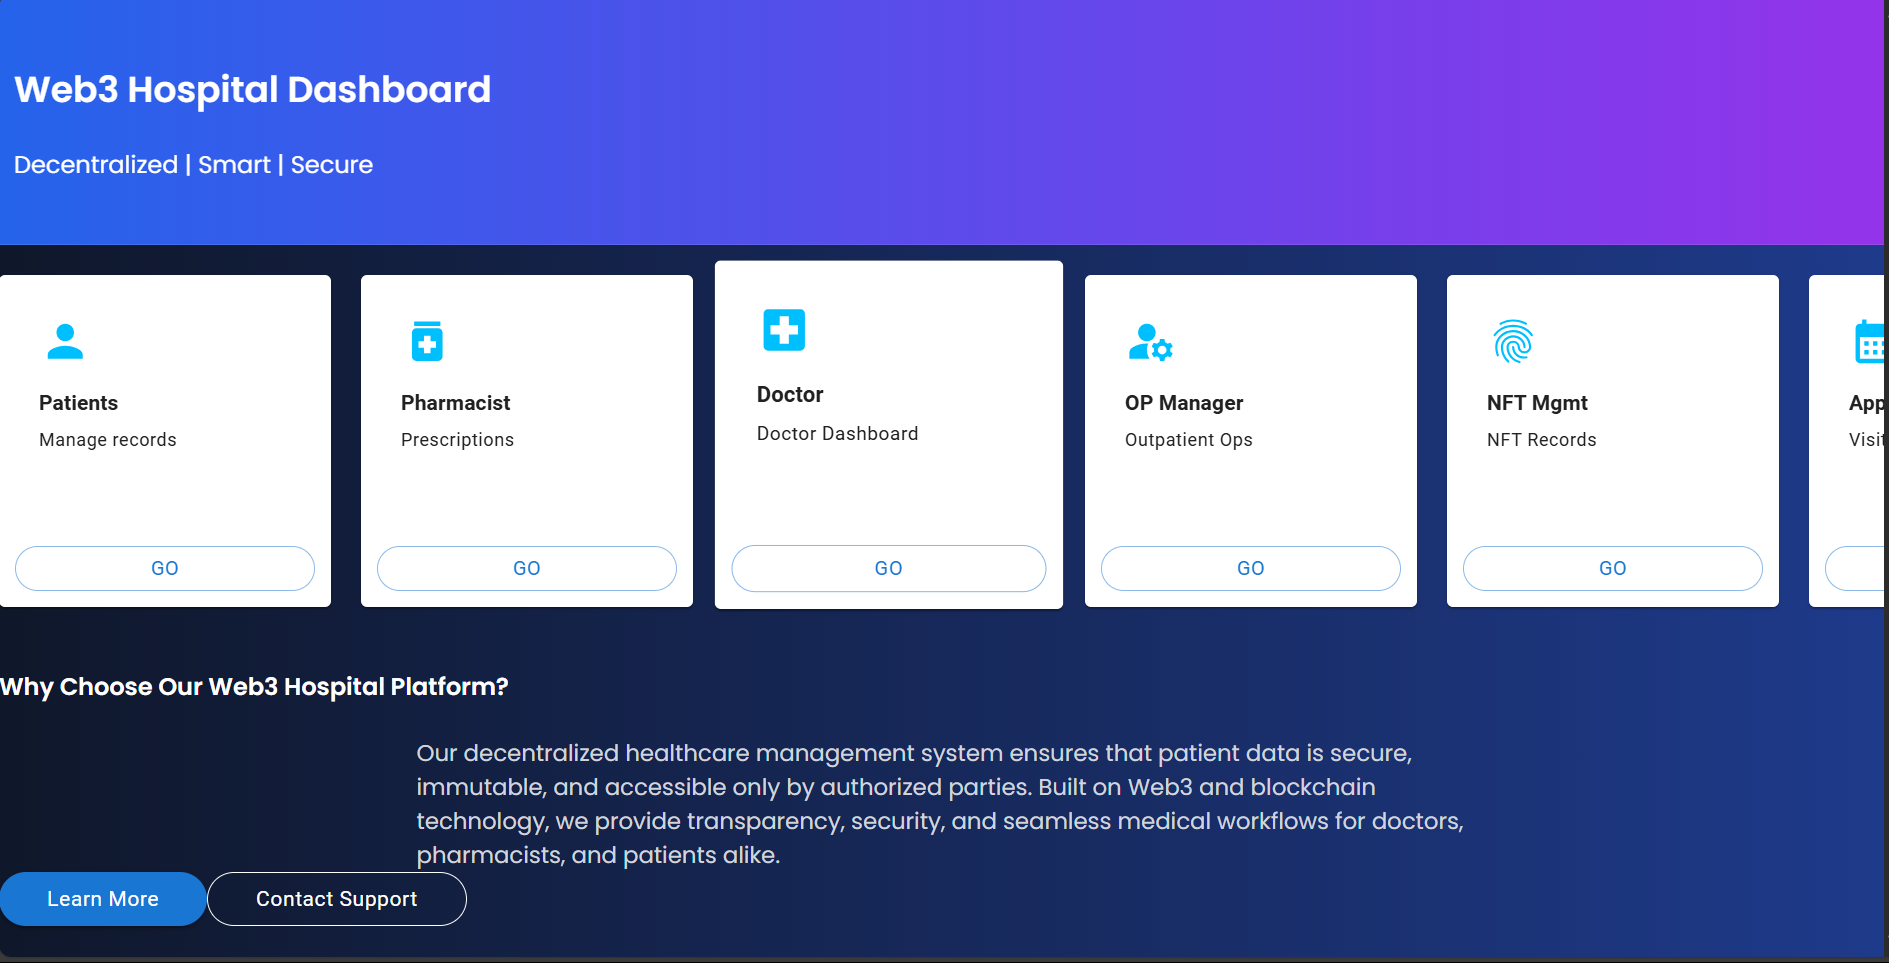 Web3 Hospital Dashboard
Decentralized | Smart | Secure
Patients
Manage records
GO
Pharmacist
Prescriptions
GO
Doctor
Doctor Dashboard
GO
OP Manager
Outpatient Ops
GO
NFT Mgmt
NFT Records
GO
App
Visit
Why Choose Our Web3 Hospital Platform?
Our decentralized healthcare management system ensures that patient data is secure,
immutable, and accessible only by authorized parties. Built on Web3 and blockchain
technology, we provide transparency, security, and seamless medical workflows for doctors,
pharmacists, and patients alike.
Learn More
Contact Support